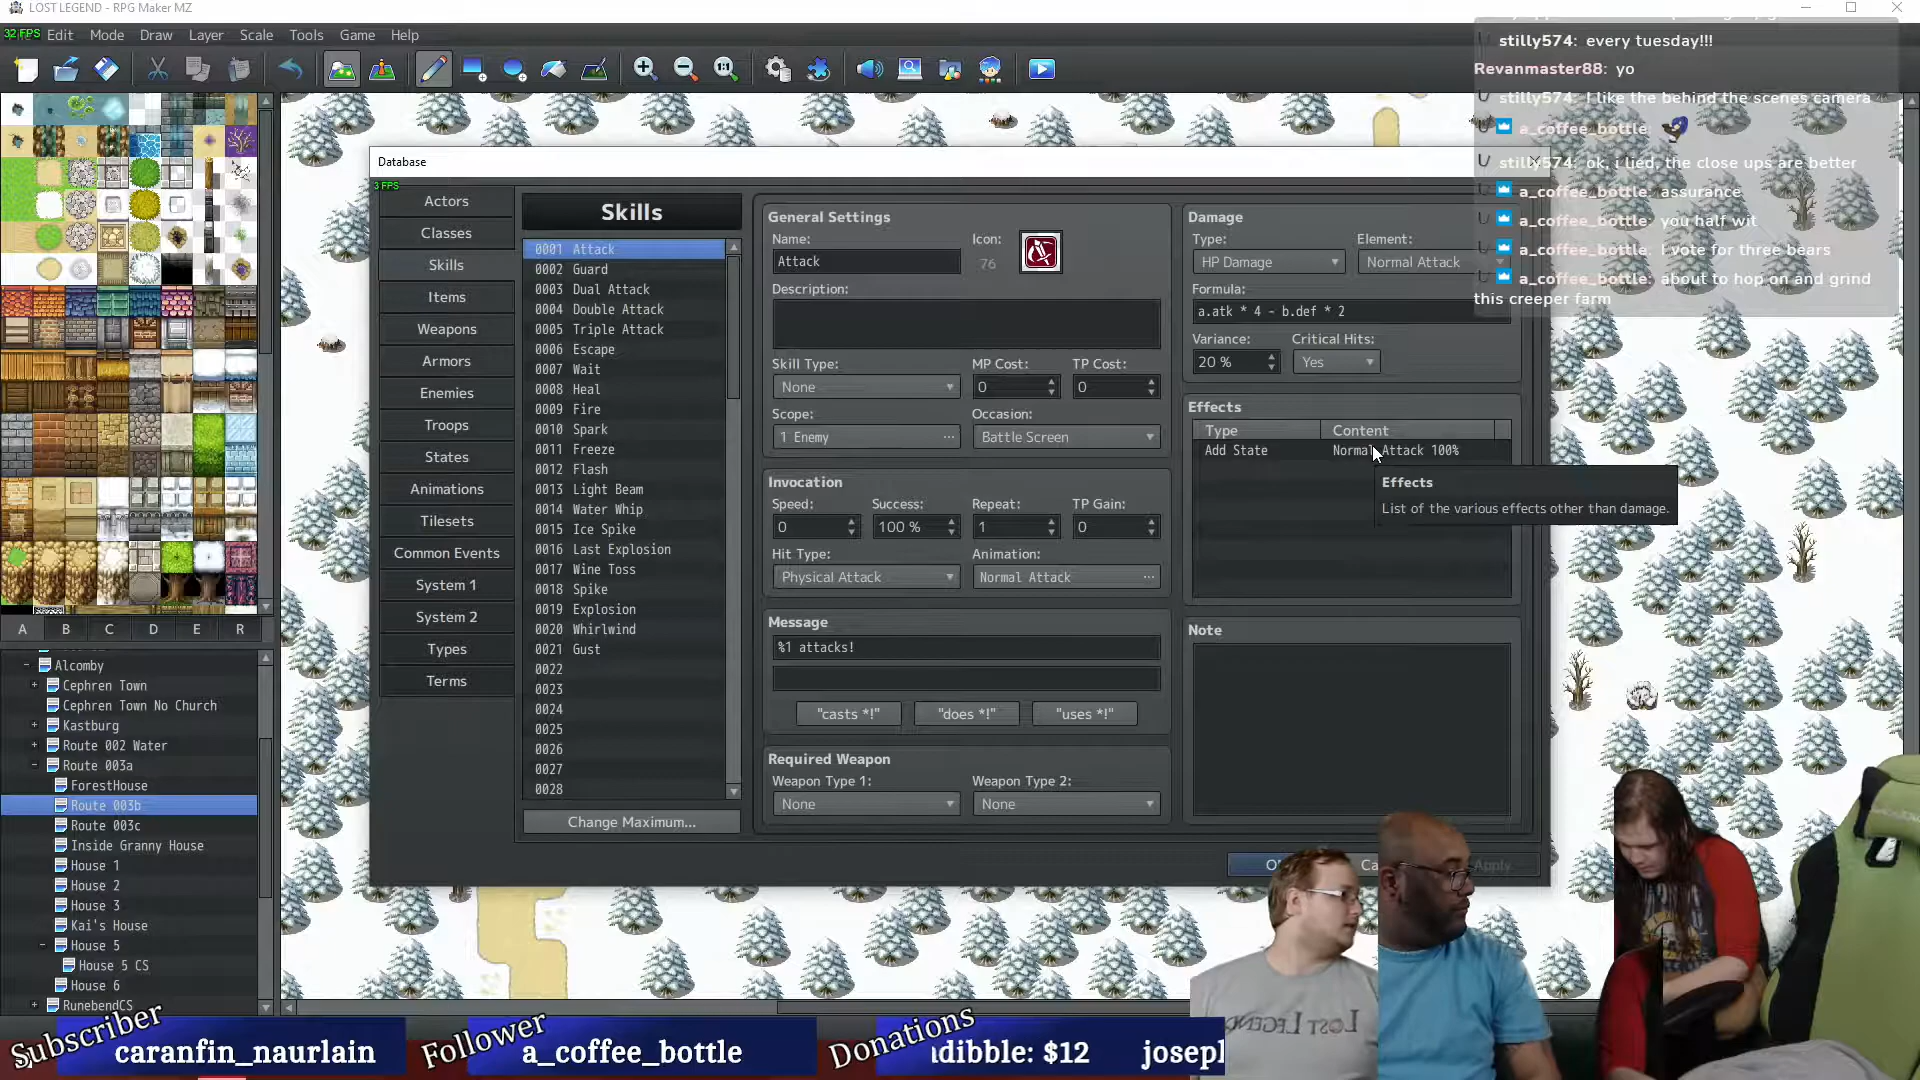 LOST LEGEND - RPG Maker MZ
32 FPS
Edit Mode Draw Layer Scale Tools Game Help
stilly574: every tuesday!!!
Revanmaster88: yo
stilly574: I like the behind the scenes camera
a_coffee_bottle
stilly574: ok, i lied, the close ups are better
a_coffee_bottle: assurance
a_coffee_bottle: you half wit
a_coffee_bottle: I vote for three bears
a_coffee_bottle: about to hop on and grind
this creeper farm
Database
3 FPS
Actors
Classes
Skills
Items
Weapons
Armors
Enemies
Troops
States
Animations
Tilesets
Common Events
System 1
System 2
Types
Terms
Skills
0001 Attack
0002 Guard
0003 Dual Attack
0004 Double Attack
0005 Triple Attack
0006 Escape
0007 Wait
0008 Heal
0009 Fire
0010 Spark
0011 Freeze
0012 Flash
0013 Light Beam
0014 Water Whip
0015 Ice Spike
0016 Last Explosion
0017 Wine Toss
0018 Spike
0019 Explosion
0020 Whirlwind
0021 Gust
0022
0023
0024
0025
0026
0027
0028
Change Maximum...
General Settings
Name: Icon:
Attack 76
Description:
Skill Type: MP Cost: TP Cost:
None 0 0
Scope: Occasion:
1 Enemy ... Battle Screen
Invocation
Speed: Success: Repeat: TP Gain:
0 100 % 1 0
Hit Type: Animation:
Physical Attack Normal Attack ...
Message
%1 attacks!
"casts *!" "does *!" "uses *!"
Required Weapon
Weapon Type 1: Weapon Type 2:
None None
Damage
Type: Element:
HP Damage Normal Attack
Formula:
a.atk * 4 - b.def * 2
Variance: Critical Hits:
20 % Yes
Effects
Type Content
Add State Normal Attack 100%
Effects
List of the various effects other than damage.
Note
Apply
A B C D E R
Alcomby
Cephren Town
Cephren Town No Church
Kastburg
Route 002 Water
Route 003a
ForestHouse
Route 003b
Route 003c
Inside Granny House
House 1
House 2
House 3
Kai's House
House 5
House 5 CS
House 6
RunebendCS
LOST LEGEND
Subscriber
caranfin_naurlain
Follower
a_coffee_bottle
Donations
dibble: $12